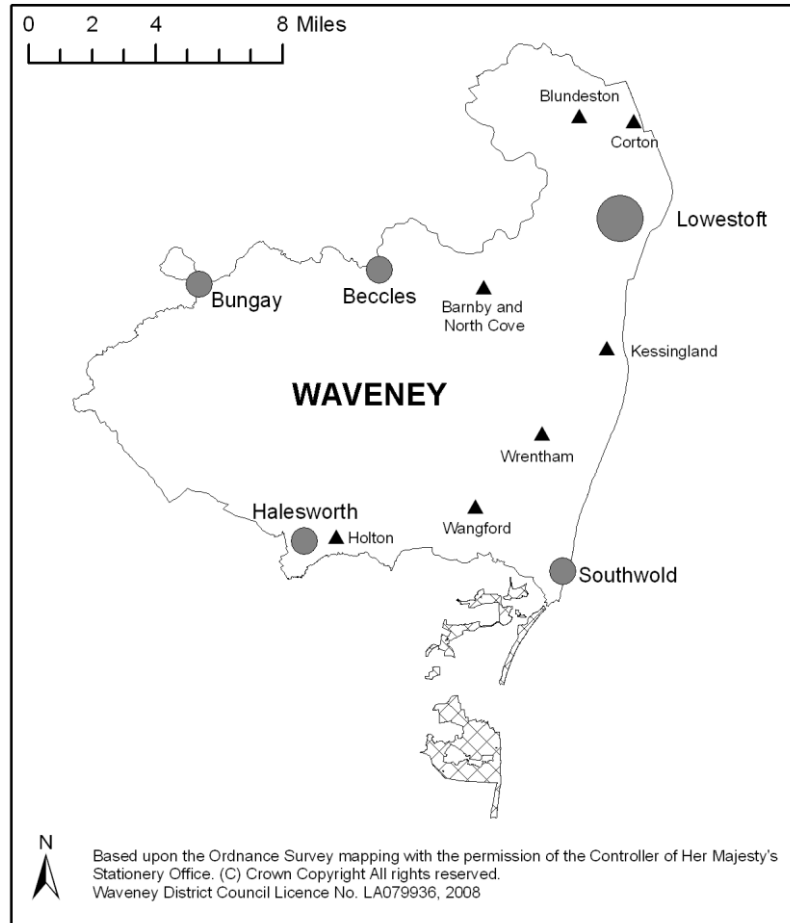 0 2 4 8 Miles
Blundeston
Corton
Lowestoft
Bungay
Beccles
Barnby and
North Cove
Kessingland
WAVENEY
Wrentham
Halesworth
Holton
Wangford
Southwold
N
Based upon the Ordnance Survey mapping with the permission of the Controller of Her Majesty's
Stationery Office. (C) Crown Copyright All rights reserved.
Waveney District Council Licence No. LA079936, 2008